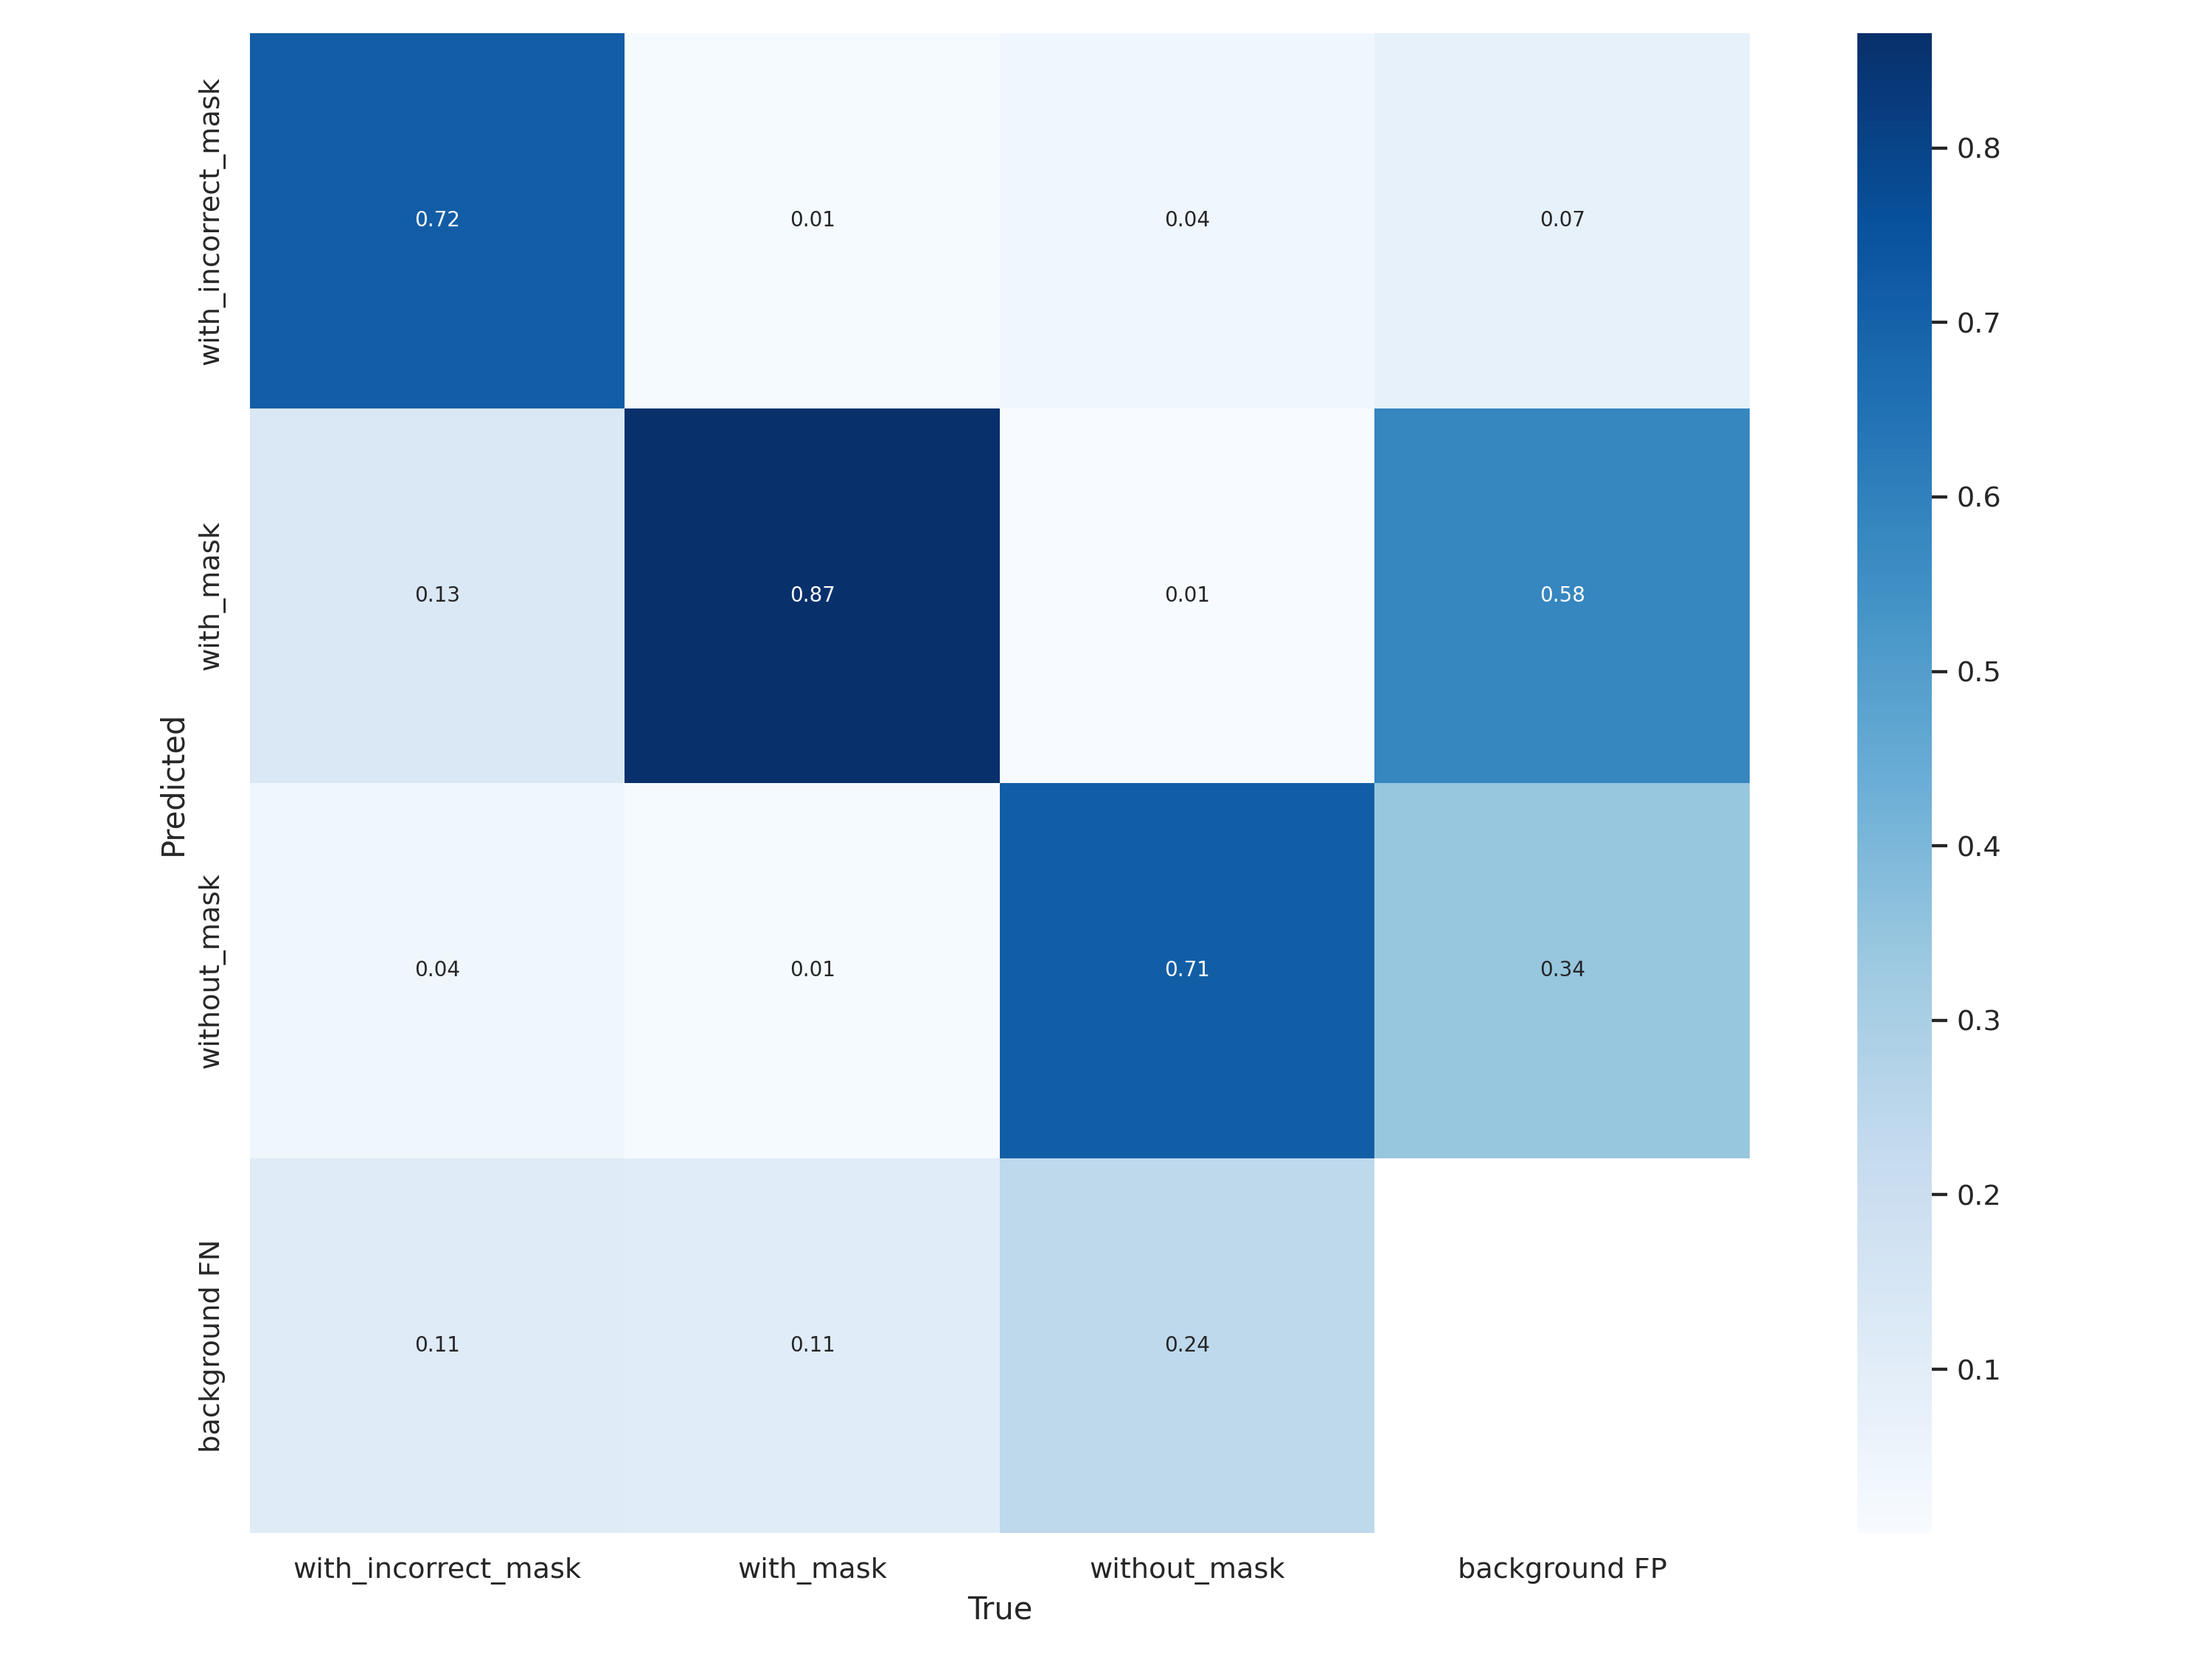 with_incorrect_mask
0.72
0.01
0.04
0.07
0.8
0.7
with_mask
0.13
0.87
0.01
0.58
0.6
0.5
Predicted
without_mask
0.04
0.01
0.71
0.34
0.4
0.3
background FN
0.11
0.11
0.24
0.2
0.1
with_incorrect_mask
with_mask
without_mask
background FP
True